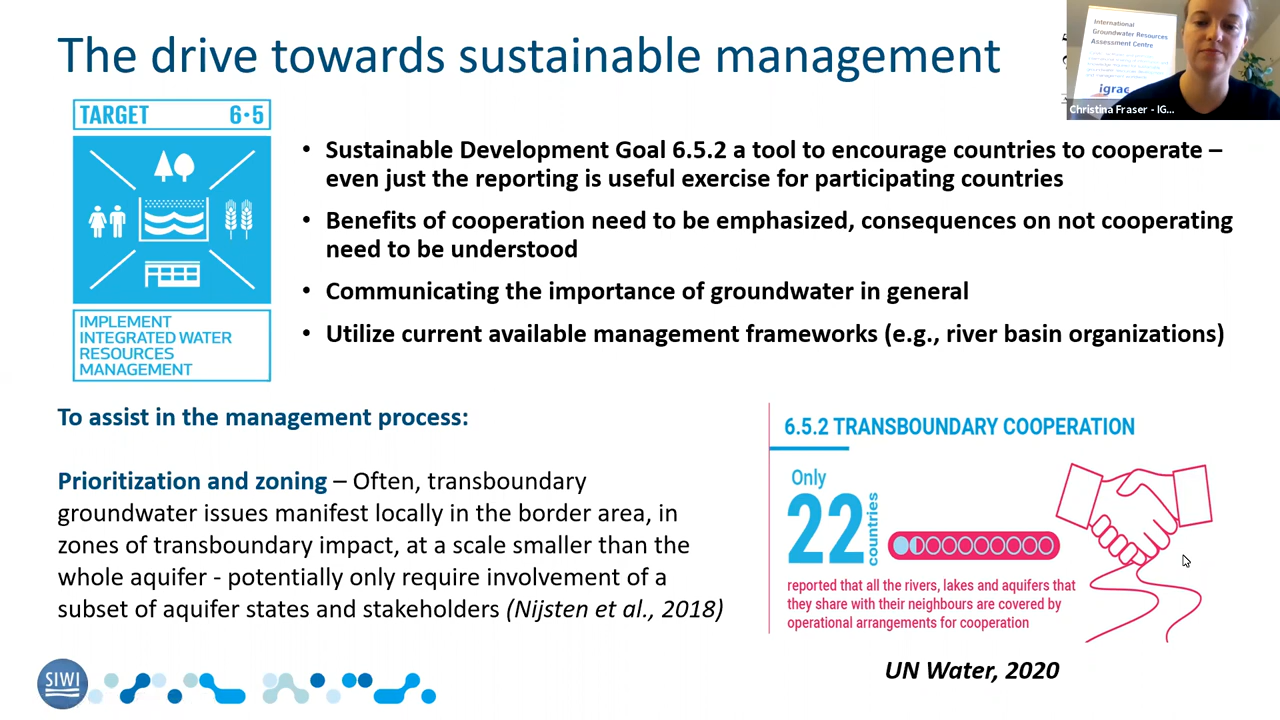 The drive towards sustainable management
International
Groundwater Resources
Assessment Centre
igrac
Christina Fraser - IG...
TARGET 6·5
IMPLEMENT
INTEGRATED WATER
RESOURCES
MANAGEMENT
• Sustainable Development Goal 6.5.2 a tool to encourage countries to cooperate –
even just the reporting is useful exercise for participating countries
• Benefits of cooperation need to be emphasized, consequences on not cooperating
need to be understood
• Communicating the importance of groundwater in general
• Utilize current available management frameworks (e.g., river basin organizations)
To assist in the management process:
Prioritization and zoning – Often, transboundary
groundwater issues manifest locally in the border area, in
zones of transboundary impact, at a scale smaller than the
whole aquifer - potentially only require involvement of a
subset of aquifer states and stakeholders (Nijsten et al., 2018)
6.5.2 TRANSBOUNDARY COOPERATION
Only
22 countries
reported that all the rivers, lakes and aquifers that
they share with their neighbours are covered by
operational arrangements for cooperation
UN Water, 2020
SIWI